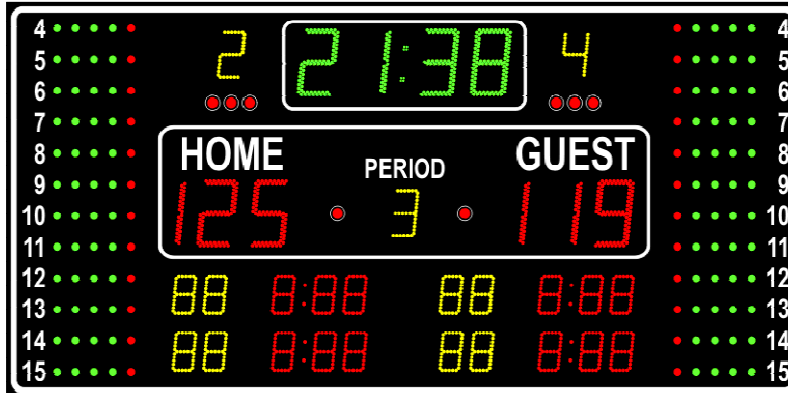 4 2 21:38 4 4
5 5
6 6
7 7
8 HOME GUEST 8
9 PERIOD 9
10 125 3 119 10
11 11
12 88 8:88 88 8:88 12
13 13
14 88 8:88 88 8:88 14
15 15